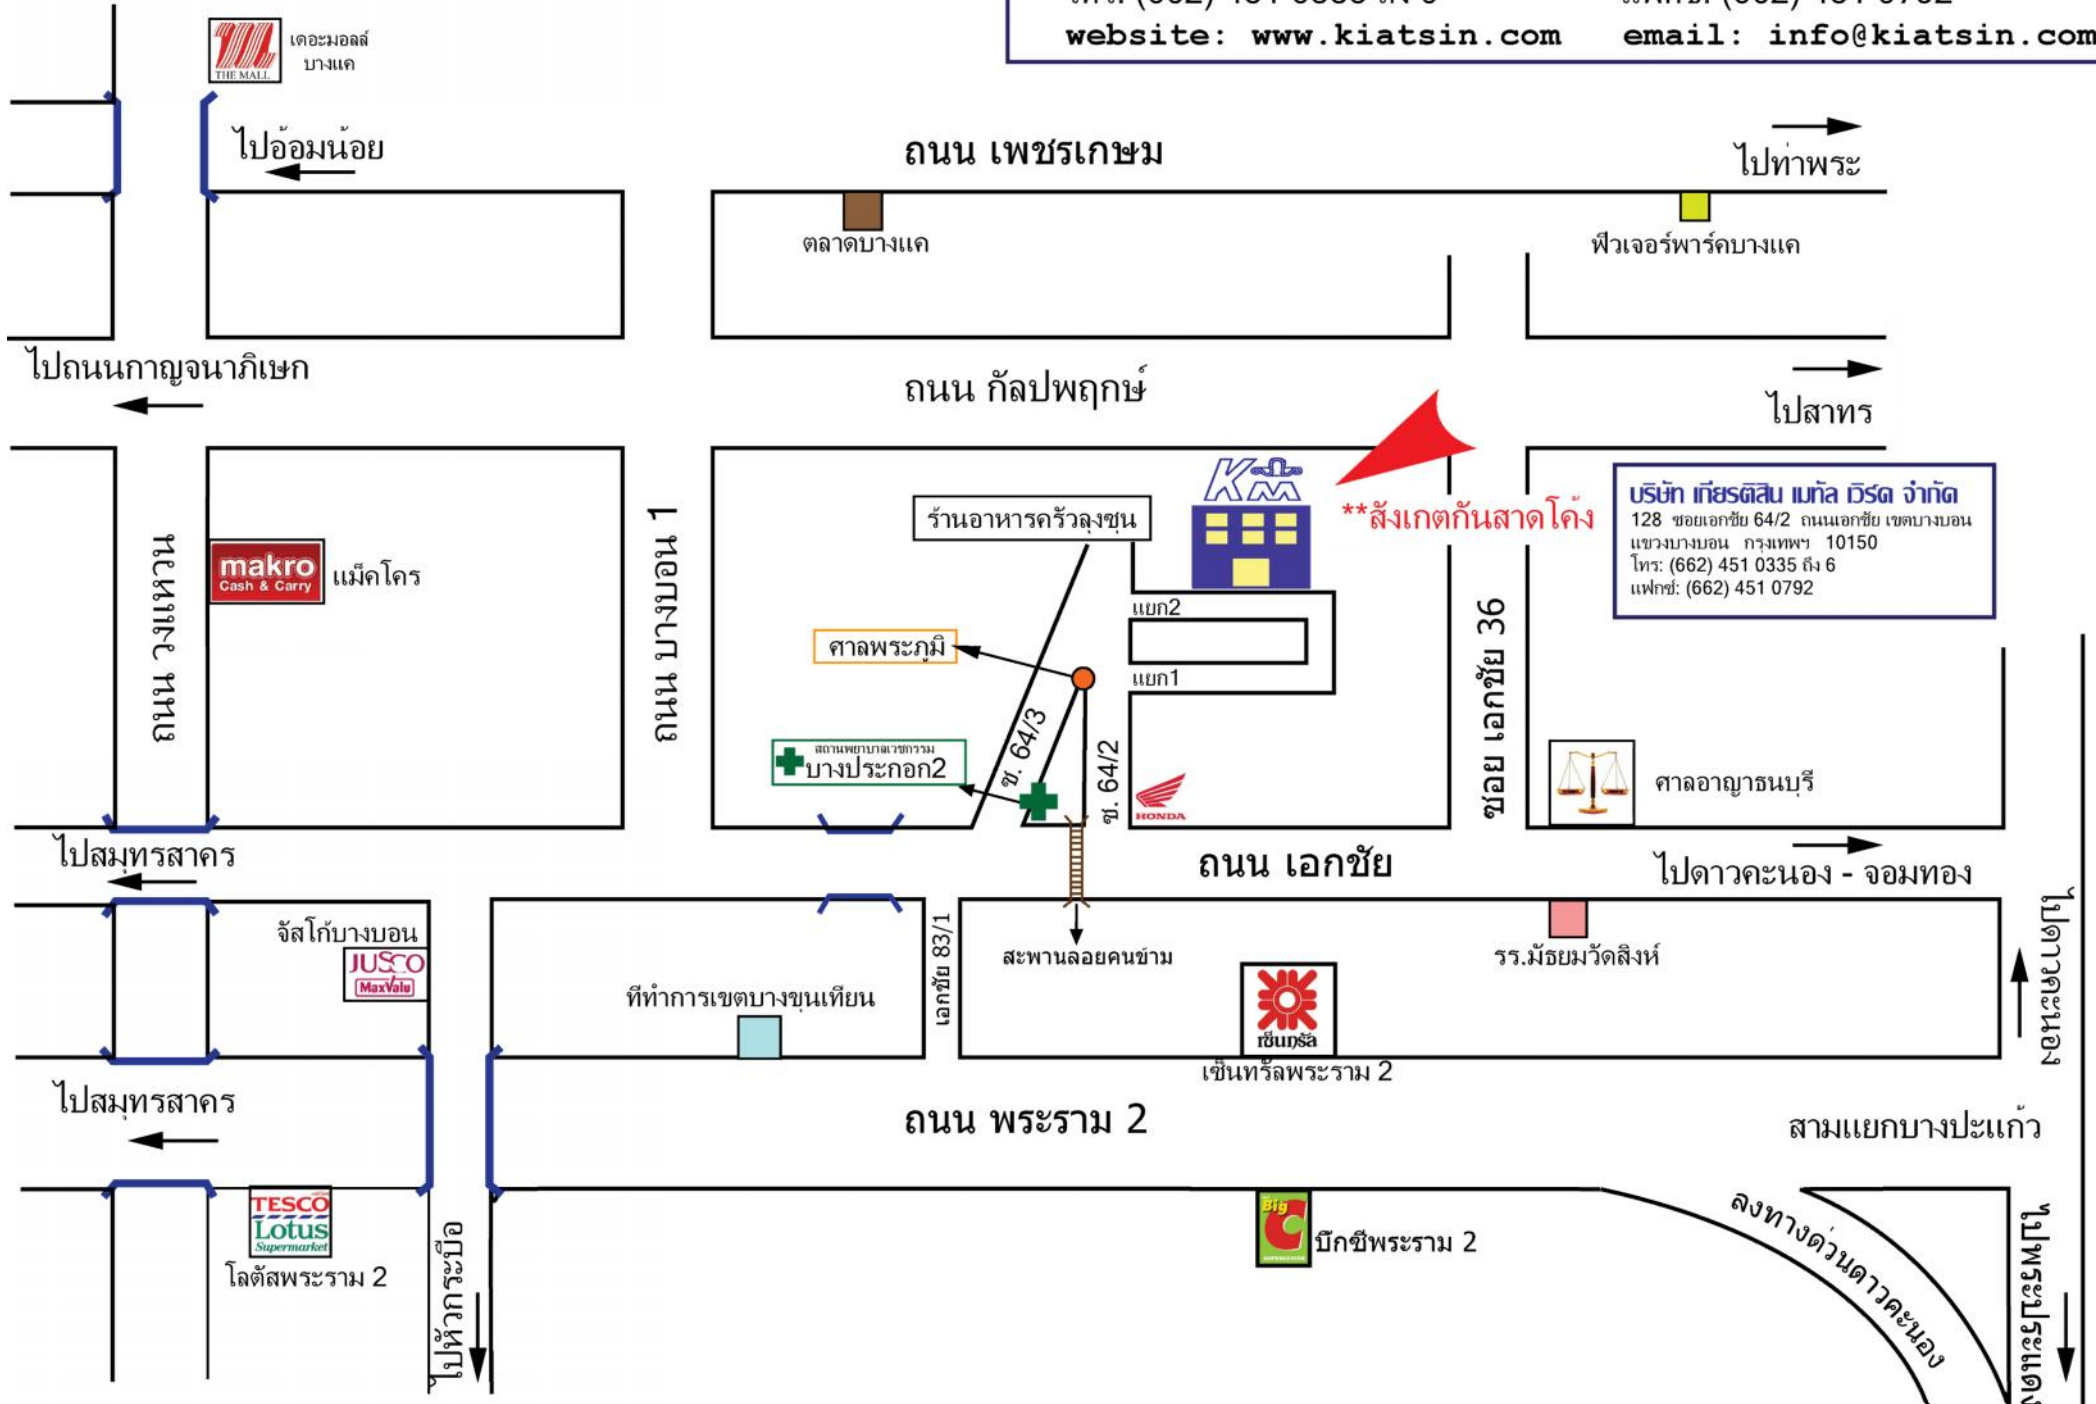 website: www.kiatsin.com    email: info@kiatsin.com
THE MALL
เดอะมอลล์
บางแค
ไปอ้อมน้อย
ถนน เพชรเกษม
ไปท่าพระ
ตลาดบางแค
ฟิวเจอร์พาร์คบางแค
ไปถนนกาญจนาภิเษก
ถนน กัลปพฤกษ์
ไปสาทร
Km
**สังเกตกันสาดโค้ง
บริษัท เกียรติสิน เมทัล เวิร์ด จำกัด
128 ซอยเอกชัย 64/2 ถนนเอกชัย เขตบางบอน
แขวงบางบอน กรุงเทพฯ 10150
โทร: (662) 451 0335 ถึง 6
แฟกซ์: (662) 451 0792
ร้านอาหารครัวลุงชุน
makro
Cash & Carry
แม็คโคร
ถนน วงแหวน
ถนน บางบอน 1
แยก2
ศาลพระภูมิ
แยก1
ซอย เอกชัย 36
สถานพยาบาลเวชกรรม
บางประกอก2
ซ. 64/3
ซ. 64/2
HONDA
ศาลอาญาธนบุรี
ไปสมุทรสาคร
ถนน เอกชัย
ไปดาวคะนอง - จอมทอง
จัสโก้บางบอน
JUSCO
MaxValu
เอกชัย 83/1
สะพานลอยคนข้าม
รร.มัธยมวัดสิงห์
ไปดาวคะนอง
ที่ทำการเขตบางขุนเทียน
เซ็นทรัล
เซ็นทรัลพระราม 2
ไปสมุทรสาคร
ถนน พระราม 2
สามแยกบางปะแก้ว
TESCO
Lotus
Supermarket
โลตัสพระราม 2
ไปหัวกระบือ
Big
C
SUPERCENTER
บิ๊กซีพระราม 2
ลงทางด่วนดาวคะนอง
ไปพระประแดง